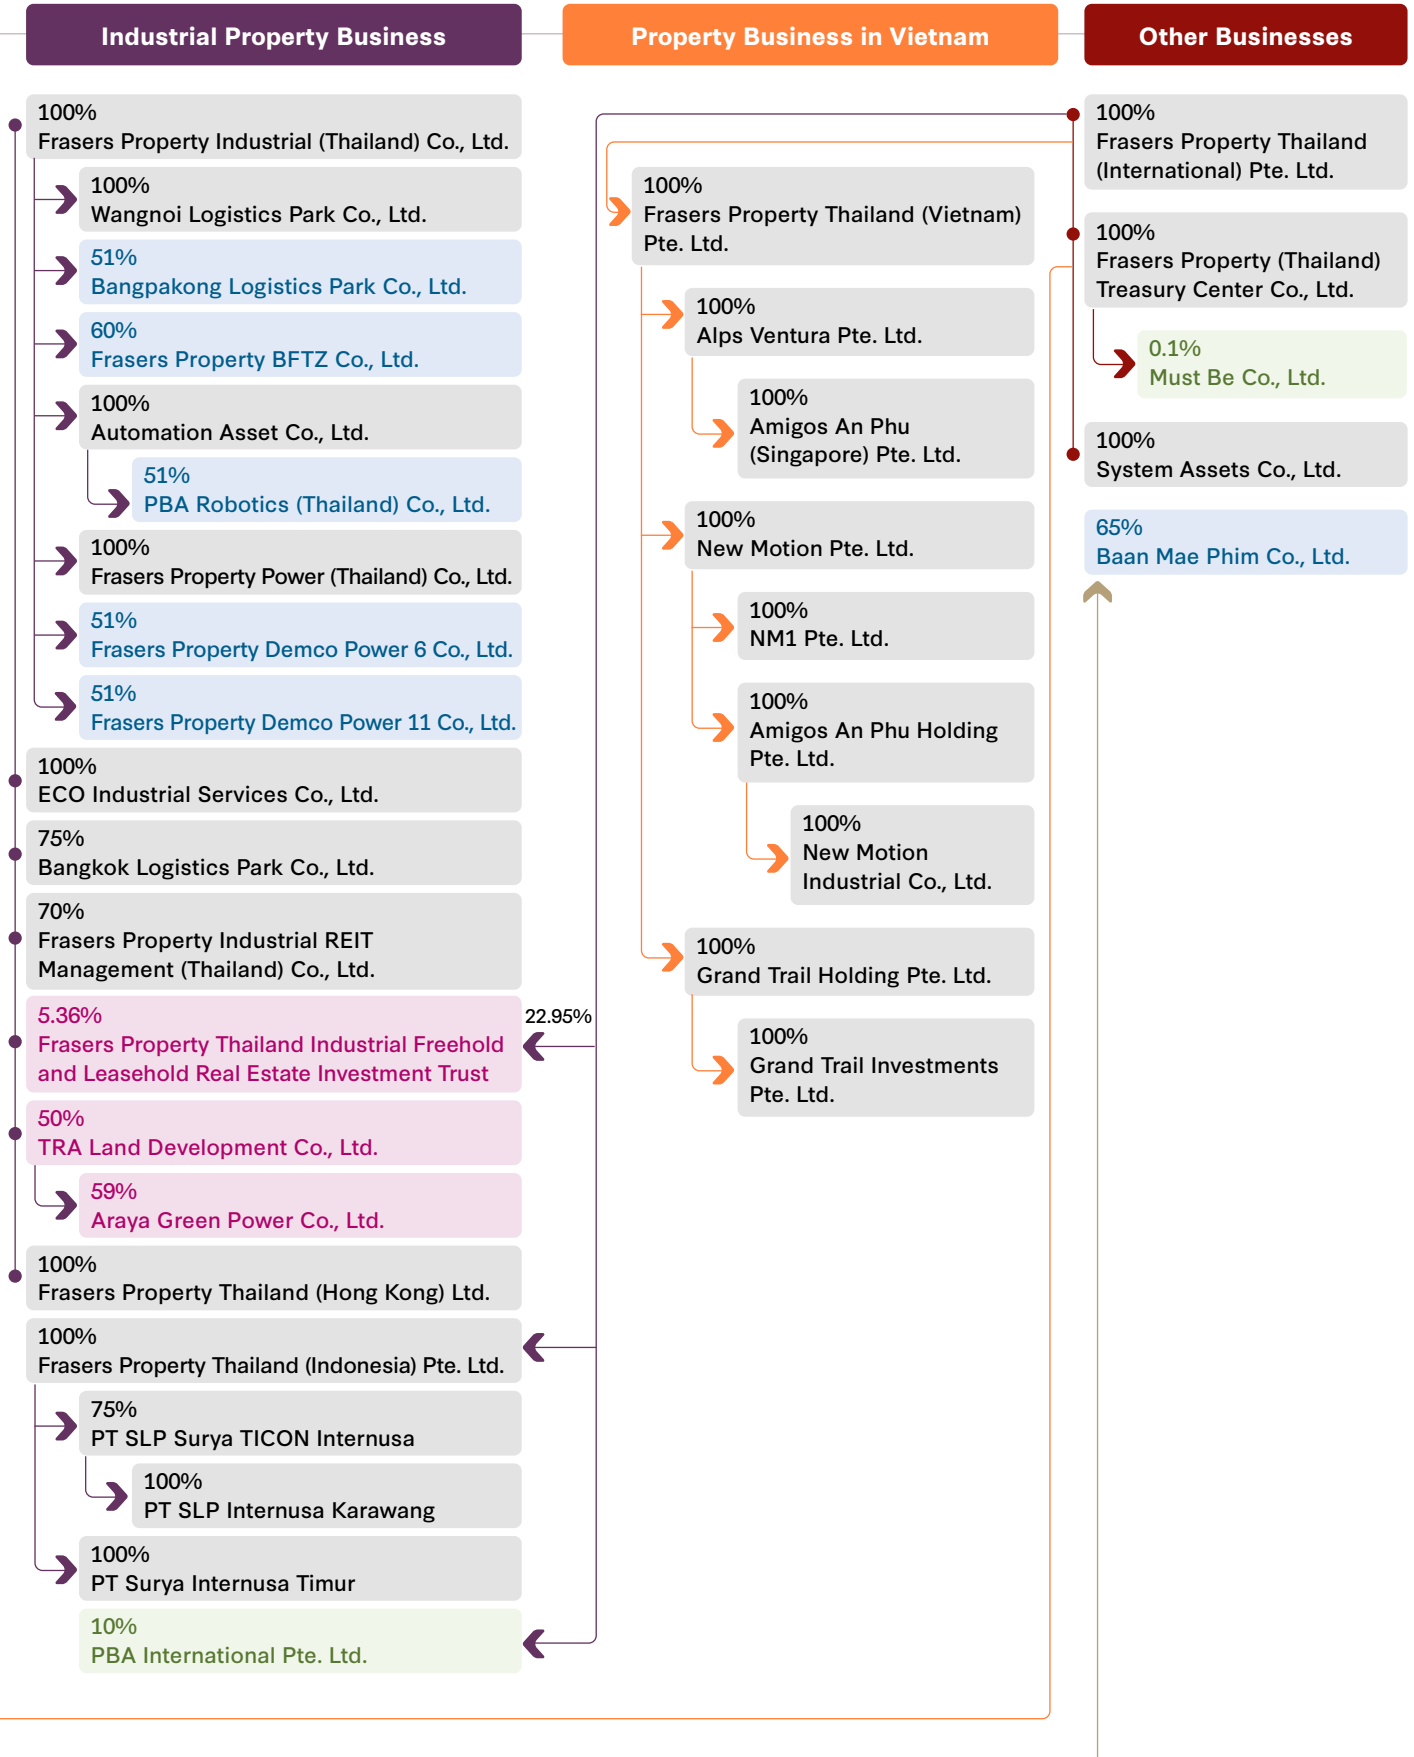 Industrial Property Business
100%
Frasers Property Industrial (Thailand) Co., Ltd.
100%
Wangnoi Logistics Park Co., Ltd.
51%
Bangpakong Logistics Park Co., Ltd.
60%
Frasers Property BFTZ Co., Ltd.
100%
Automation Asset Co., Ltd.
51%
PBA Robotics (Thailand) Co., Ltd.
100%
Frasers Property Power (Thailand) Co., Ltd.
51%
Frasers Property Demco Power 6 Co., Ltd.
51%
Frasers Property Demco Power 11 Co., Ltd.
100%
ECO Industrial Services Co., Ltd.
75%
Bangkok Logistics Park Co., Ltd.
70%
Frasers Property Industrial REIT
Management (Thailand) Co., Ltd.
5.36%
Frasers Property Thailand Industrial Freehold
and Leasehold Real Estate Investment Trust
22.95%
50%
TRA Land Development Co., Ltd.
59%
Araya Green Power Co., Ltd.
100%
Frasers Property Thailand (Hong Kong) Ltd.
100%
Frasers Property Thailand (Indonesia) Pte. Ltd.
75%
PT SLP Surya TICON Internusa
100%
PT SLP Internusa Karawang
100%
PT Surya Internusa Timur
10%
PBA International Pte. Ltd.
Property Business in Vietnam
100%
Frasers Property Thailand (Vietnam)
Pte. Ltd.
100%
Alps Ventura Pte. Ltd.
100%
Amigos An Phu
(Singapore) Pte. Ltd.
100%
New Motion Pte. Ltd.
100%
NM1 Pte. Ltd.
100%
Amigos An Phu Holding
Pte. Ltd.
100%
New Motion
Industrial Co., Ltd.
100%
Grand Trail Holding Pte. Ltd.
100%
Grand Trail Investments
Pte. Ltd.
Other Businesses
100%
Frasers Property Thailand
(International) Pte. Ltd.
100%
Frasers Property (Thailand)
Treasury Center Co., Ltd.
0.1%
Must Be Co., Ltd.
100%
System Assets Co., Ltd.
65%
Baan Mae Phim Co., Ltd.